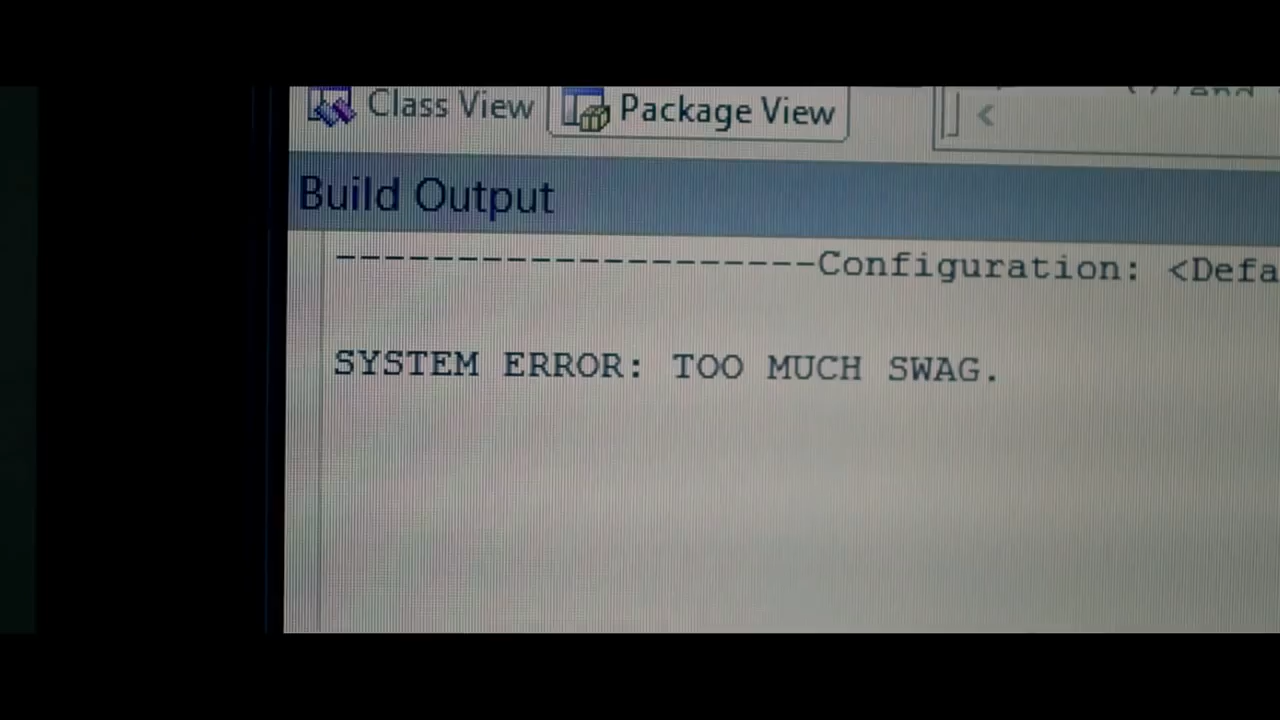 Class View Package View <
Build Output
--------------------Configuration: <Defa
SYSTEM ERROR: TOO MUCH SWAG.